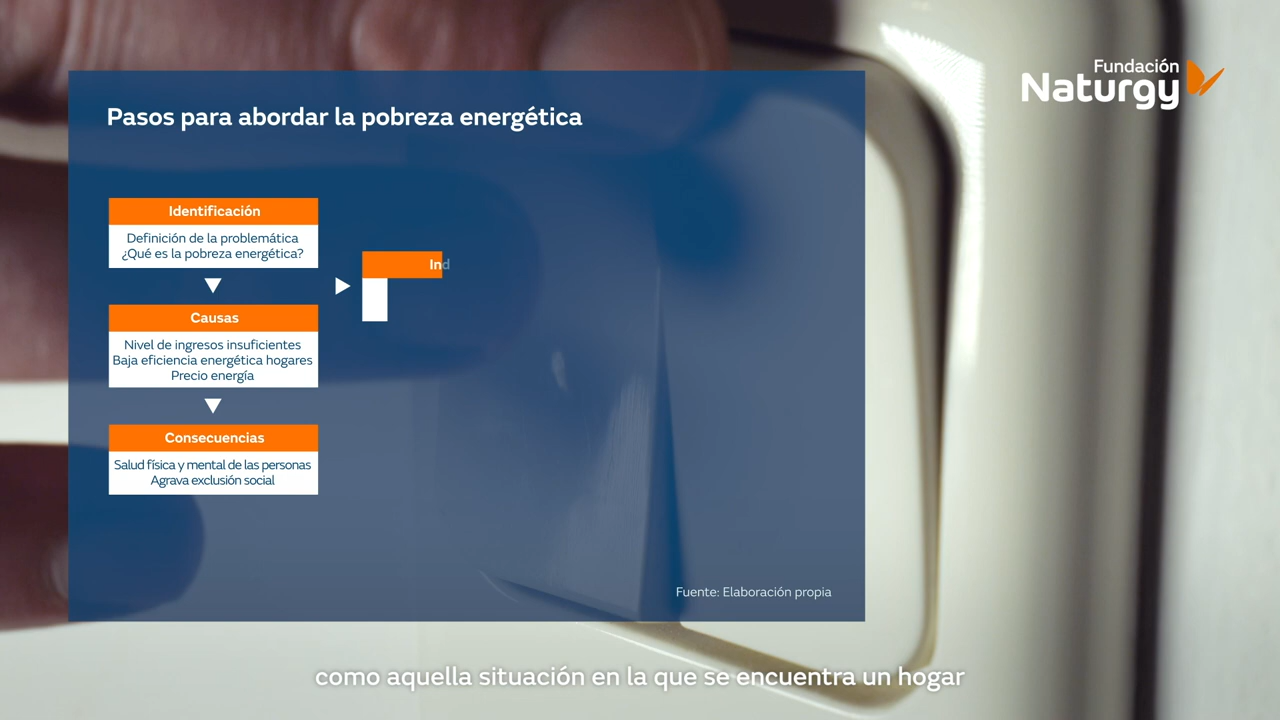 Fundación
Naturgy
Pasos para abordar la pobreza energética
Identificación
Definición de la problemática
¿Qué es la pobreza energética?
Causas
Nivel de ingresos insuficientes
Baja eficiencia energética hogares
Precio energía
Consecuencias
Salud física y mental de las personas
Agrava exclusión social
Ind
Fuente: Elaboración propia
como aquella situación en la que se encuentra un hogar